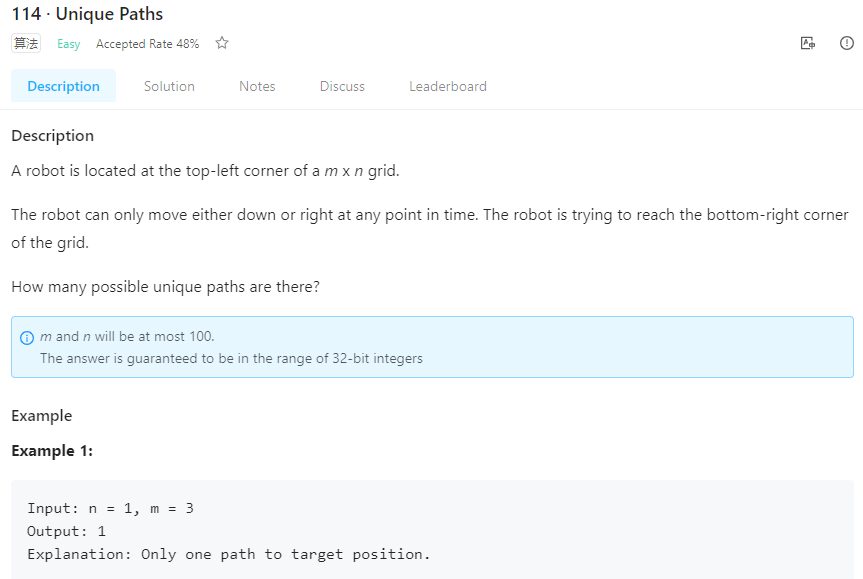 114 · Unique Paths
算法 Easy Accepted Rate 48%
Description Solution Notes Discuss Leaderboard
Description
A robot is located at the top-left corner of a m x n grid.
The robot can only move either down or right at any point in time. The robot is trying to reach the bottom-right corner
of the grid.
How many possible unique paths are there?
m and n will be at most 100.
The answer is guaranteed to be in the range of 32-bit integers
Example
Example 1:
Input: n = 1, m = 3
Output: 1
Explanation: Only one path to target position.